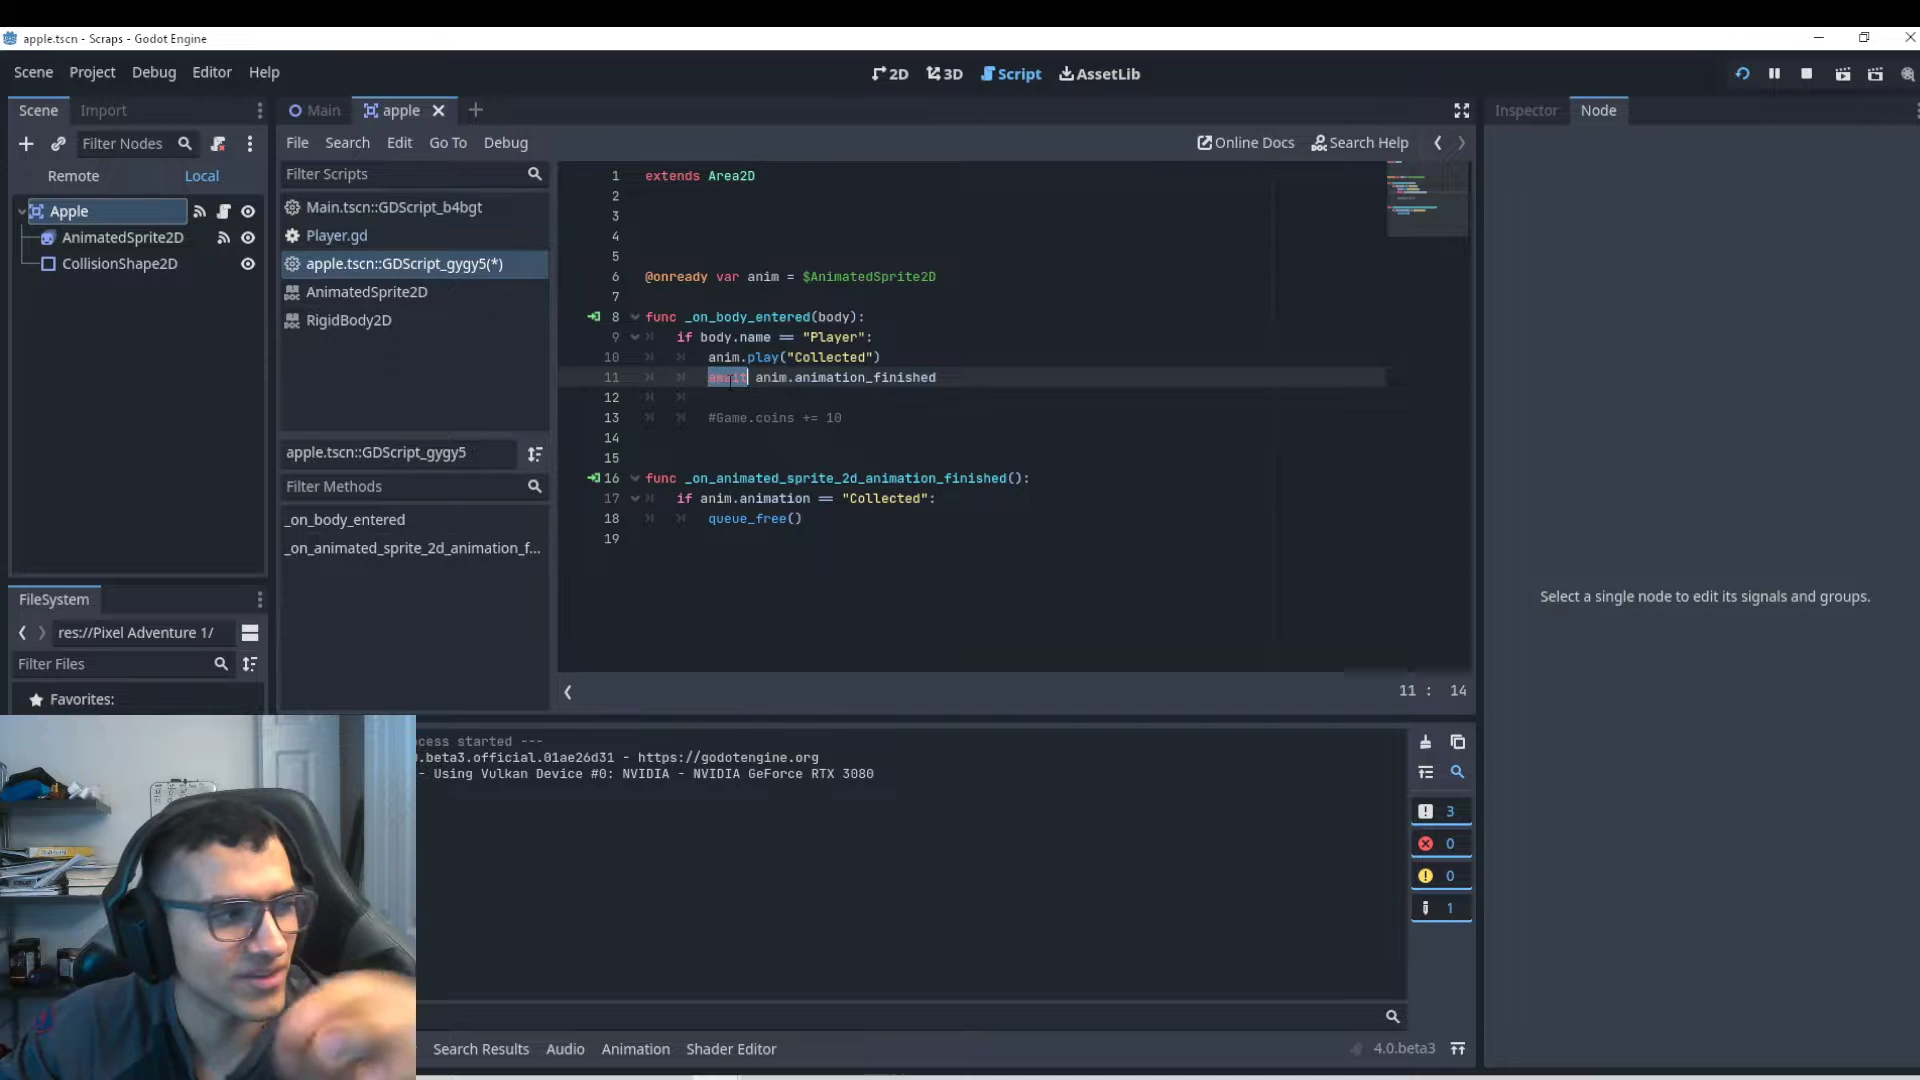 apple.tscn - Scraps - Godot Engine
Scene Project Debug Editor Help
2D 3D Script AssetLib
Scene Import
Main apple
Inspector Node
Filter Nodes
File Search Edit Go To Debug
Online Docs Search Help
Remote Local
Filter Scripts
Apple
AnimatedSprite2D
CollisionShape2D
Main.tscn::GDScript_b4bgt
Player.gd
apple.tscn::GDScript_gygy5(*)
AnimatedSprite2D
RigidBody2D
apple.tscn::GDScript_gygy5
Filter Methods
_on_body_entered
_on_animated_sprite_2d_animation_f...
1 extends Area2D
2
3
4
5
6 @onready var anim = $AnimatedSprite2D
7
8 func _on_body_entered(body):
9 if body.name == "Player":
10 anim.play("Collected")
11 await anim.animation_finished
12
13 #Game.coins += 10
14
15
16 func _on_animated_sprite_2d_animation_finished():
17 if anim.animation == "Collected":
18 queue_free()
19
11 : 14
Select a single node to edit its signals and groups.
FileSystem
res://Pixel Adventure 1/
Filter Files
Favorites:
cess started ---
.beta3.official.01ae26d31 - https://godotengine.org
- Using Vulkan Device #0: NVIDIA - NVIDIA GeForce RTX 3080
3
0
0
1
Search Results Audio Animation Shader Editor
4.0.beta3